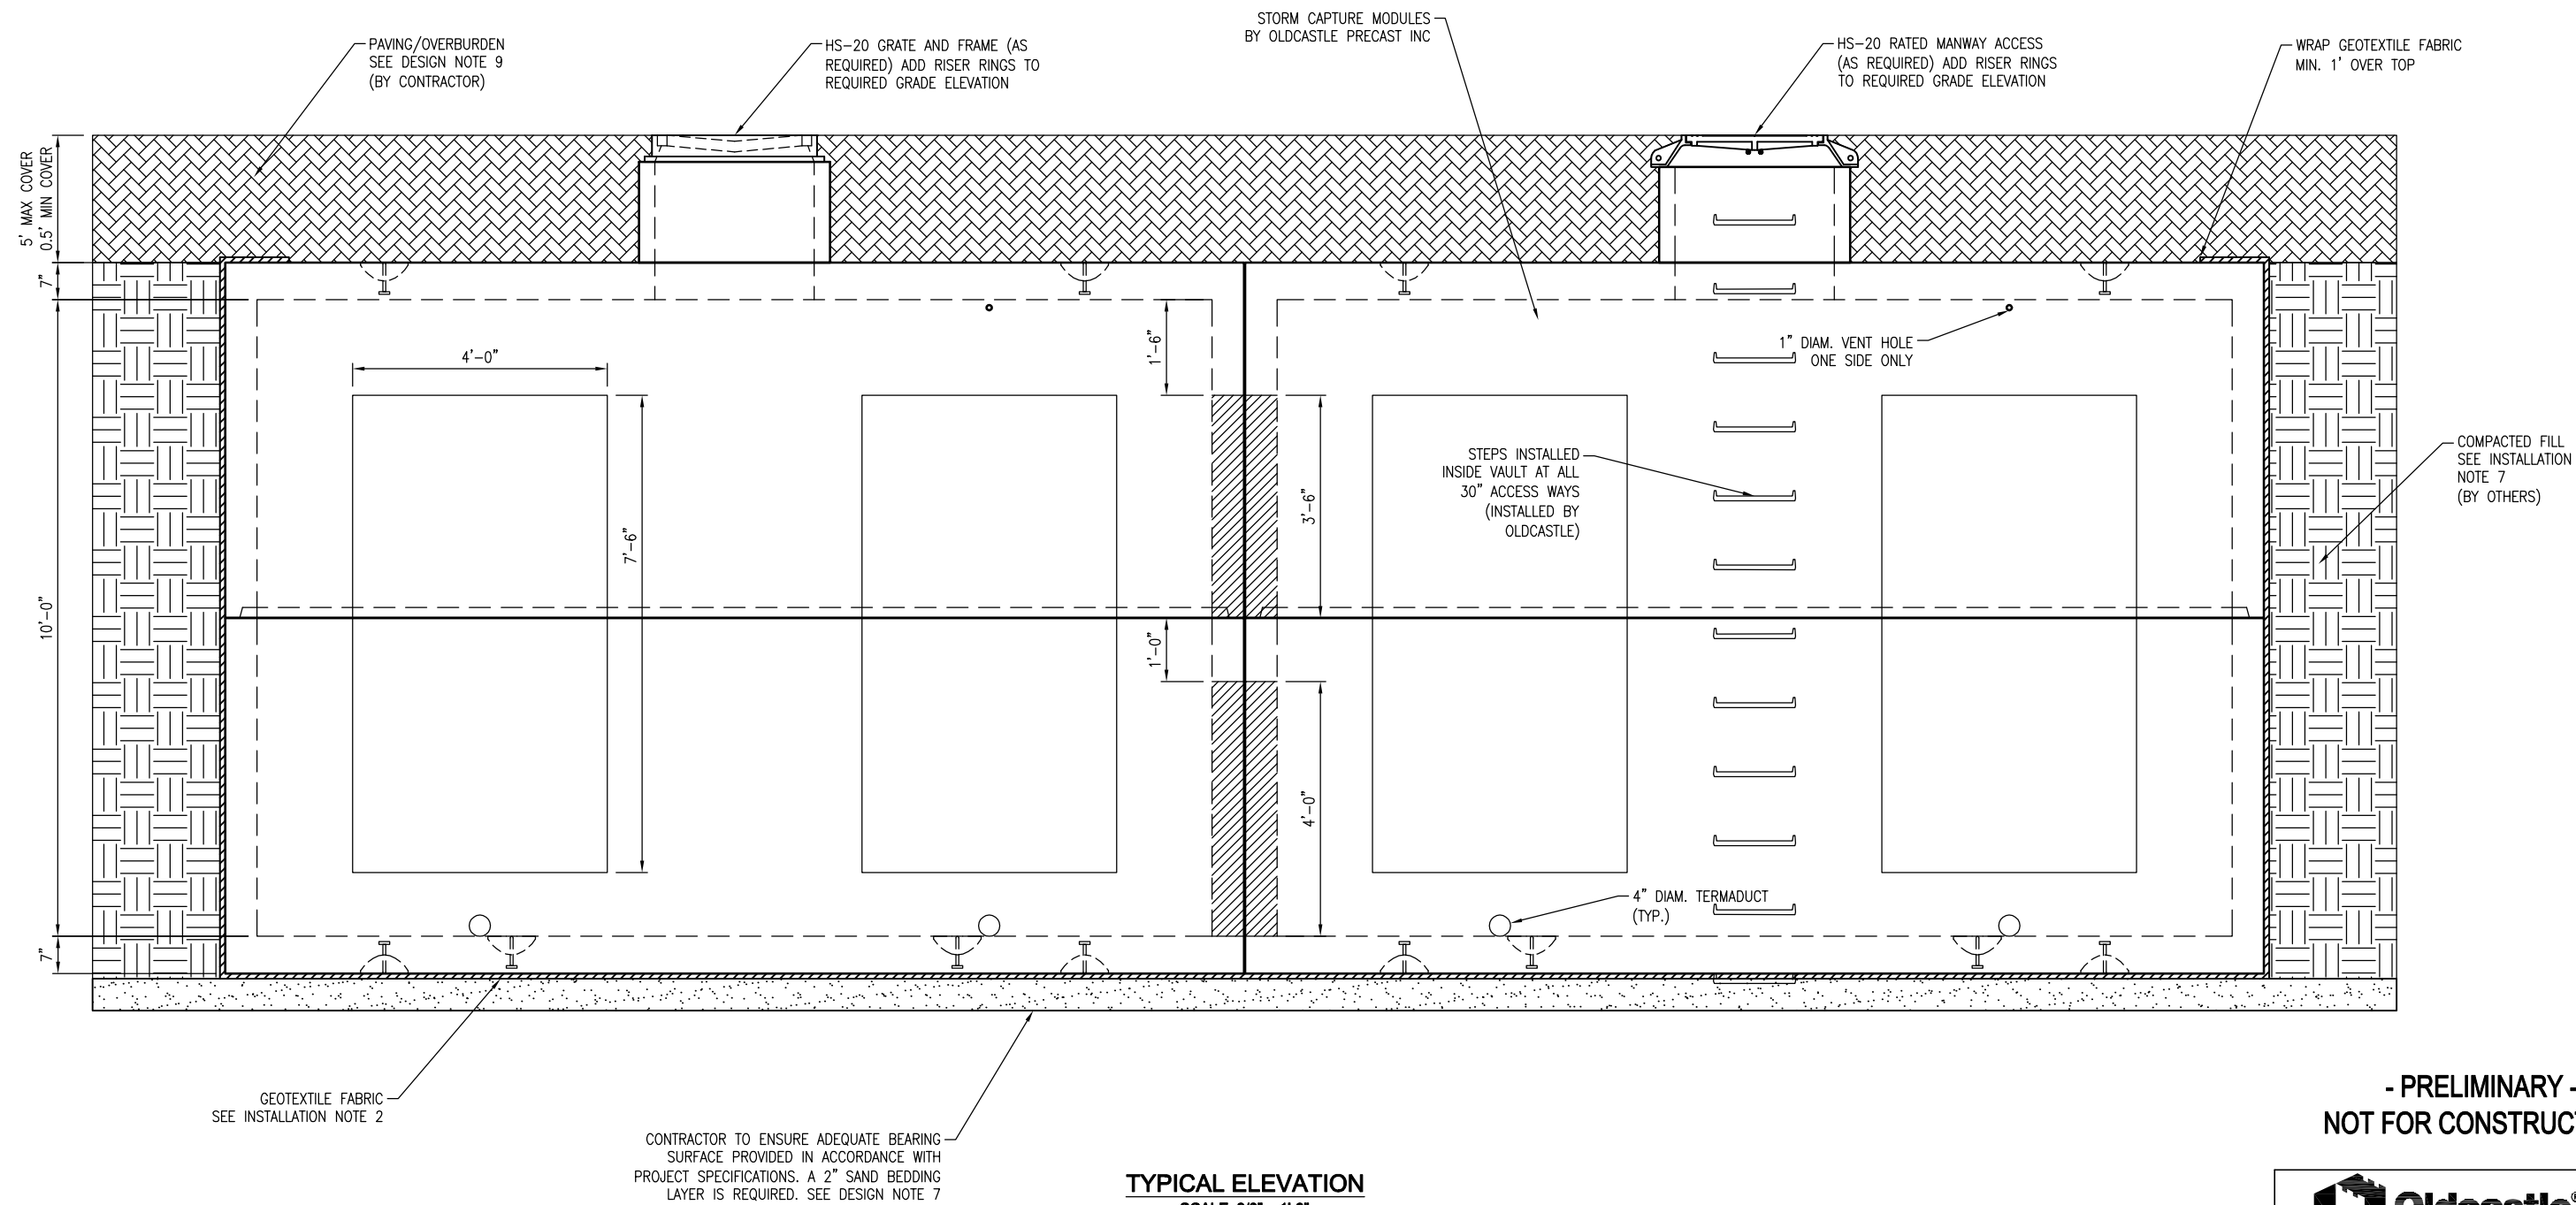 STORM CAPTURE MODULES
BY OLDCASTLE PRECAST INC
PAVING/OVERBURDEN
SEE DESIGN NOTE 9
(BY CONTRACTOR)
HS-20 GRATE AND FRAME (AS
REQUIRED) ADD RISER RINGS TO
REQUIRED GRADE ELEVATION
HS-20 RATED MANWAY ACCESS
(AS REQUIRED) ADD RISER RINGS
TO REQUIRED GRADE ELEVATION
WRAP GEOTEXTILE FABRIC
MIN. 1' OVER TOP
5' MAX COVER
0.5' MIN COVER
7"
10'-0"
7"
4'-0"
7'-6"
1'-6"
3'-6"
1'-0"
4'-0"
1" DIAM. VENT HOLE
ONE SIDE ONLY
STEPS INSTALLED
INSIDE VAULT AT ALL
30" ACCESS WAYS
(INSTALLED BY
OLDCASTLE)
COMPACTED FILL
SEE INSTALLATION
NOTE 7
(BY OTHERS)
4" DIAM. TERMADUCT
(TYP.)
GEOTEXTILE FABRIC
SEE INSTALLATION NOTE 2
CONTRACTOR TO ENSURE ADEQUATE BEARING
SURFACE PROVIDED IN ACCORDANCE WITH
PROJECT SPECIFICATIONS. A 2" SAND BEDDING
LAYER IS REQUIRED. SEE DESIGN NOTE 7
TYPICAL ELEVATION
- PRELIMINARY -
NOT FOR CONSTRUCT
Oldcastle®